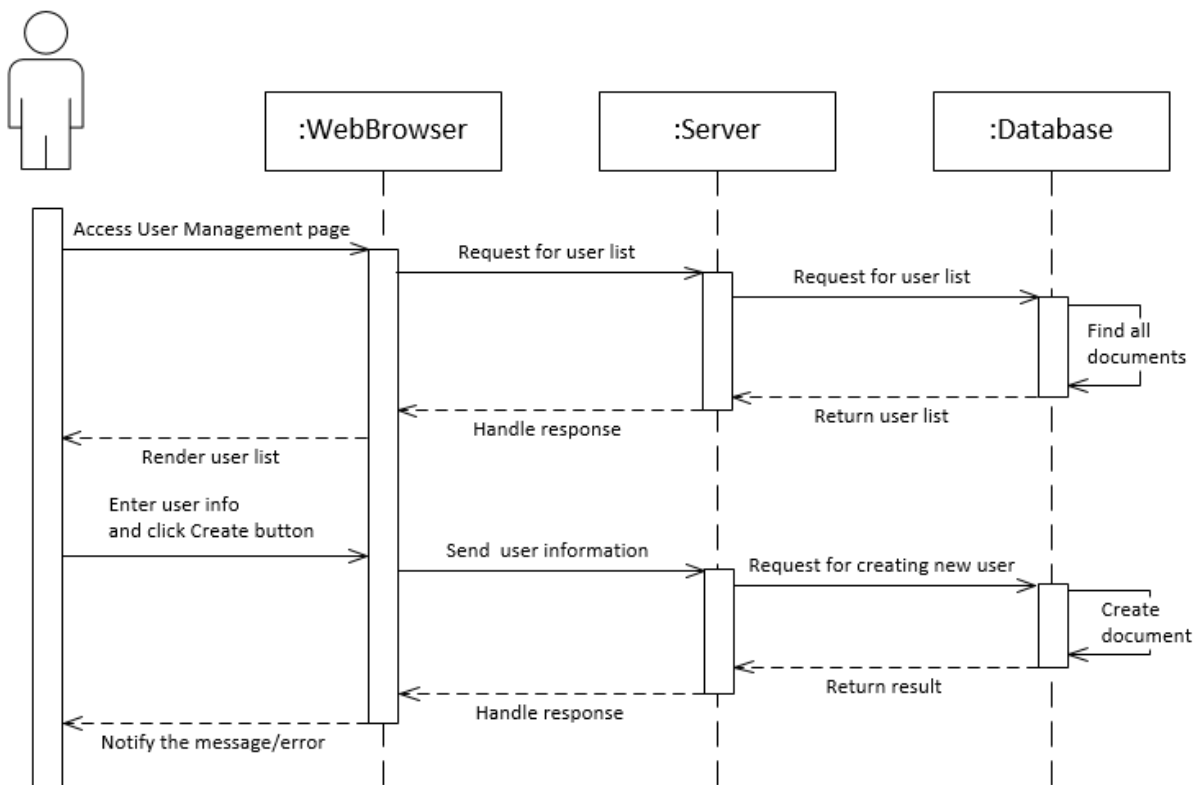 :WebBrowser
:Server
:Database
Access User Management page
Request for user list
Request for user list
Find all
documents
Return user list
Handle response
Render user list
Enter user info
and click Create button
Send  user information
Request for creating new user
Create
document
Return result
Handle response
Notify the message/error